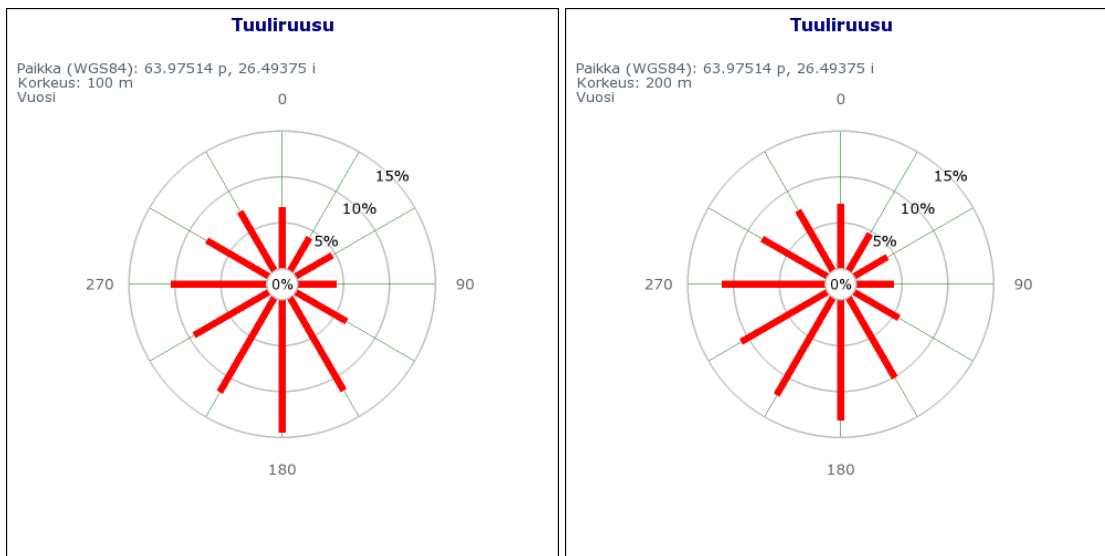 Tuuliruusu
Paikka (WGS84): 63.97514 p, 26.49375 i
Korkeus: 100 m
Vuosi
0
15%
10%
5%
270
0%
90
180
Tuuliruusu
Paikka (WGS84): 63.97514 p, 26.49375 i
Korkeus: 200 m
Vuosi
0
15%
10%
5%
270
0%
90
180